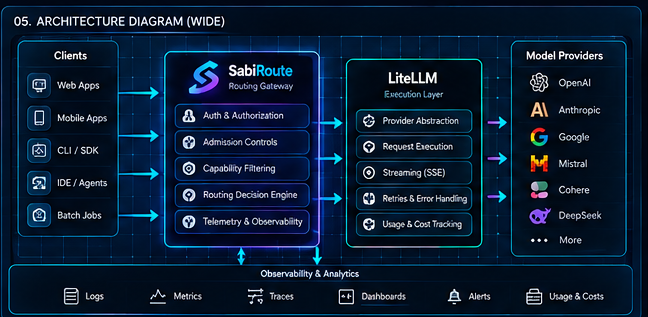 05. ARCHITECTURE DIAGRAM (WIDE)
Clients
Web Apps
Mobile Apps
CLI / SDK
IDE / Agents
Batch Jobs
SabiRoute
Routing Gateway
Auth & Authorization
Admission Controls
Capability Filtering
Routing Decision Engine
Telemetry & Observability
LiteLLM
Execution Layer
Provider Abstraction
Request Execution
Streaming (SSE)
Retries & Error Handling
Usage & Cost Tracking
Model Providers
OpenAI
Anthropic
Google
Mistral
Cohere
DeepSeek
More
Observability & Analytics
Logs
Metrics
Traces
Dashboards
Alerts
Usage & Costs